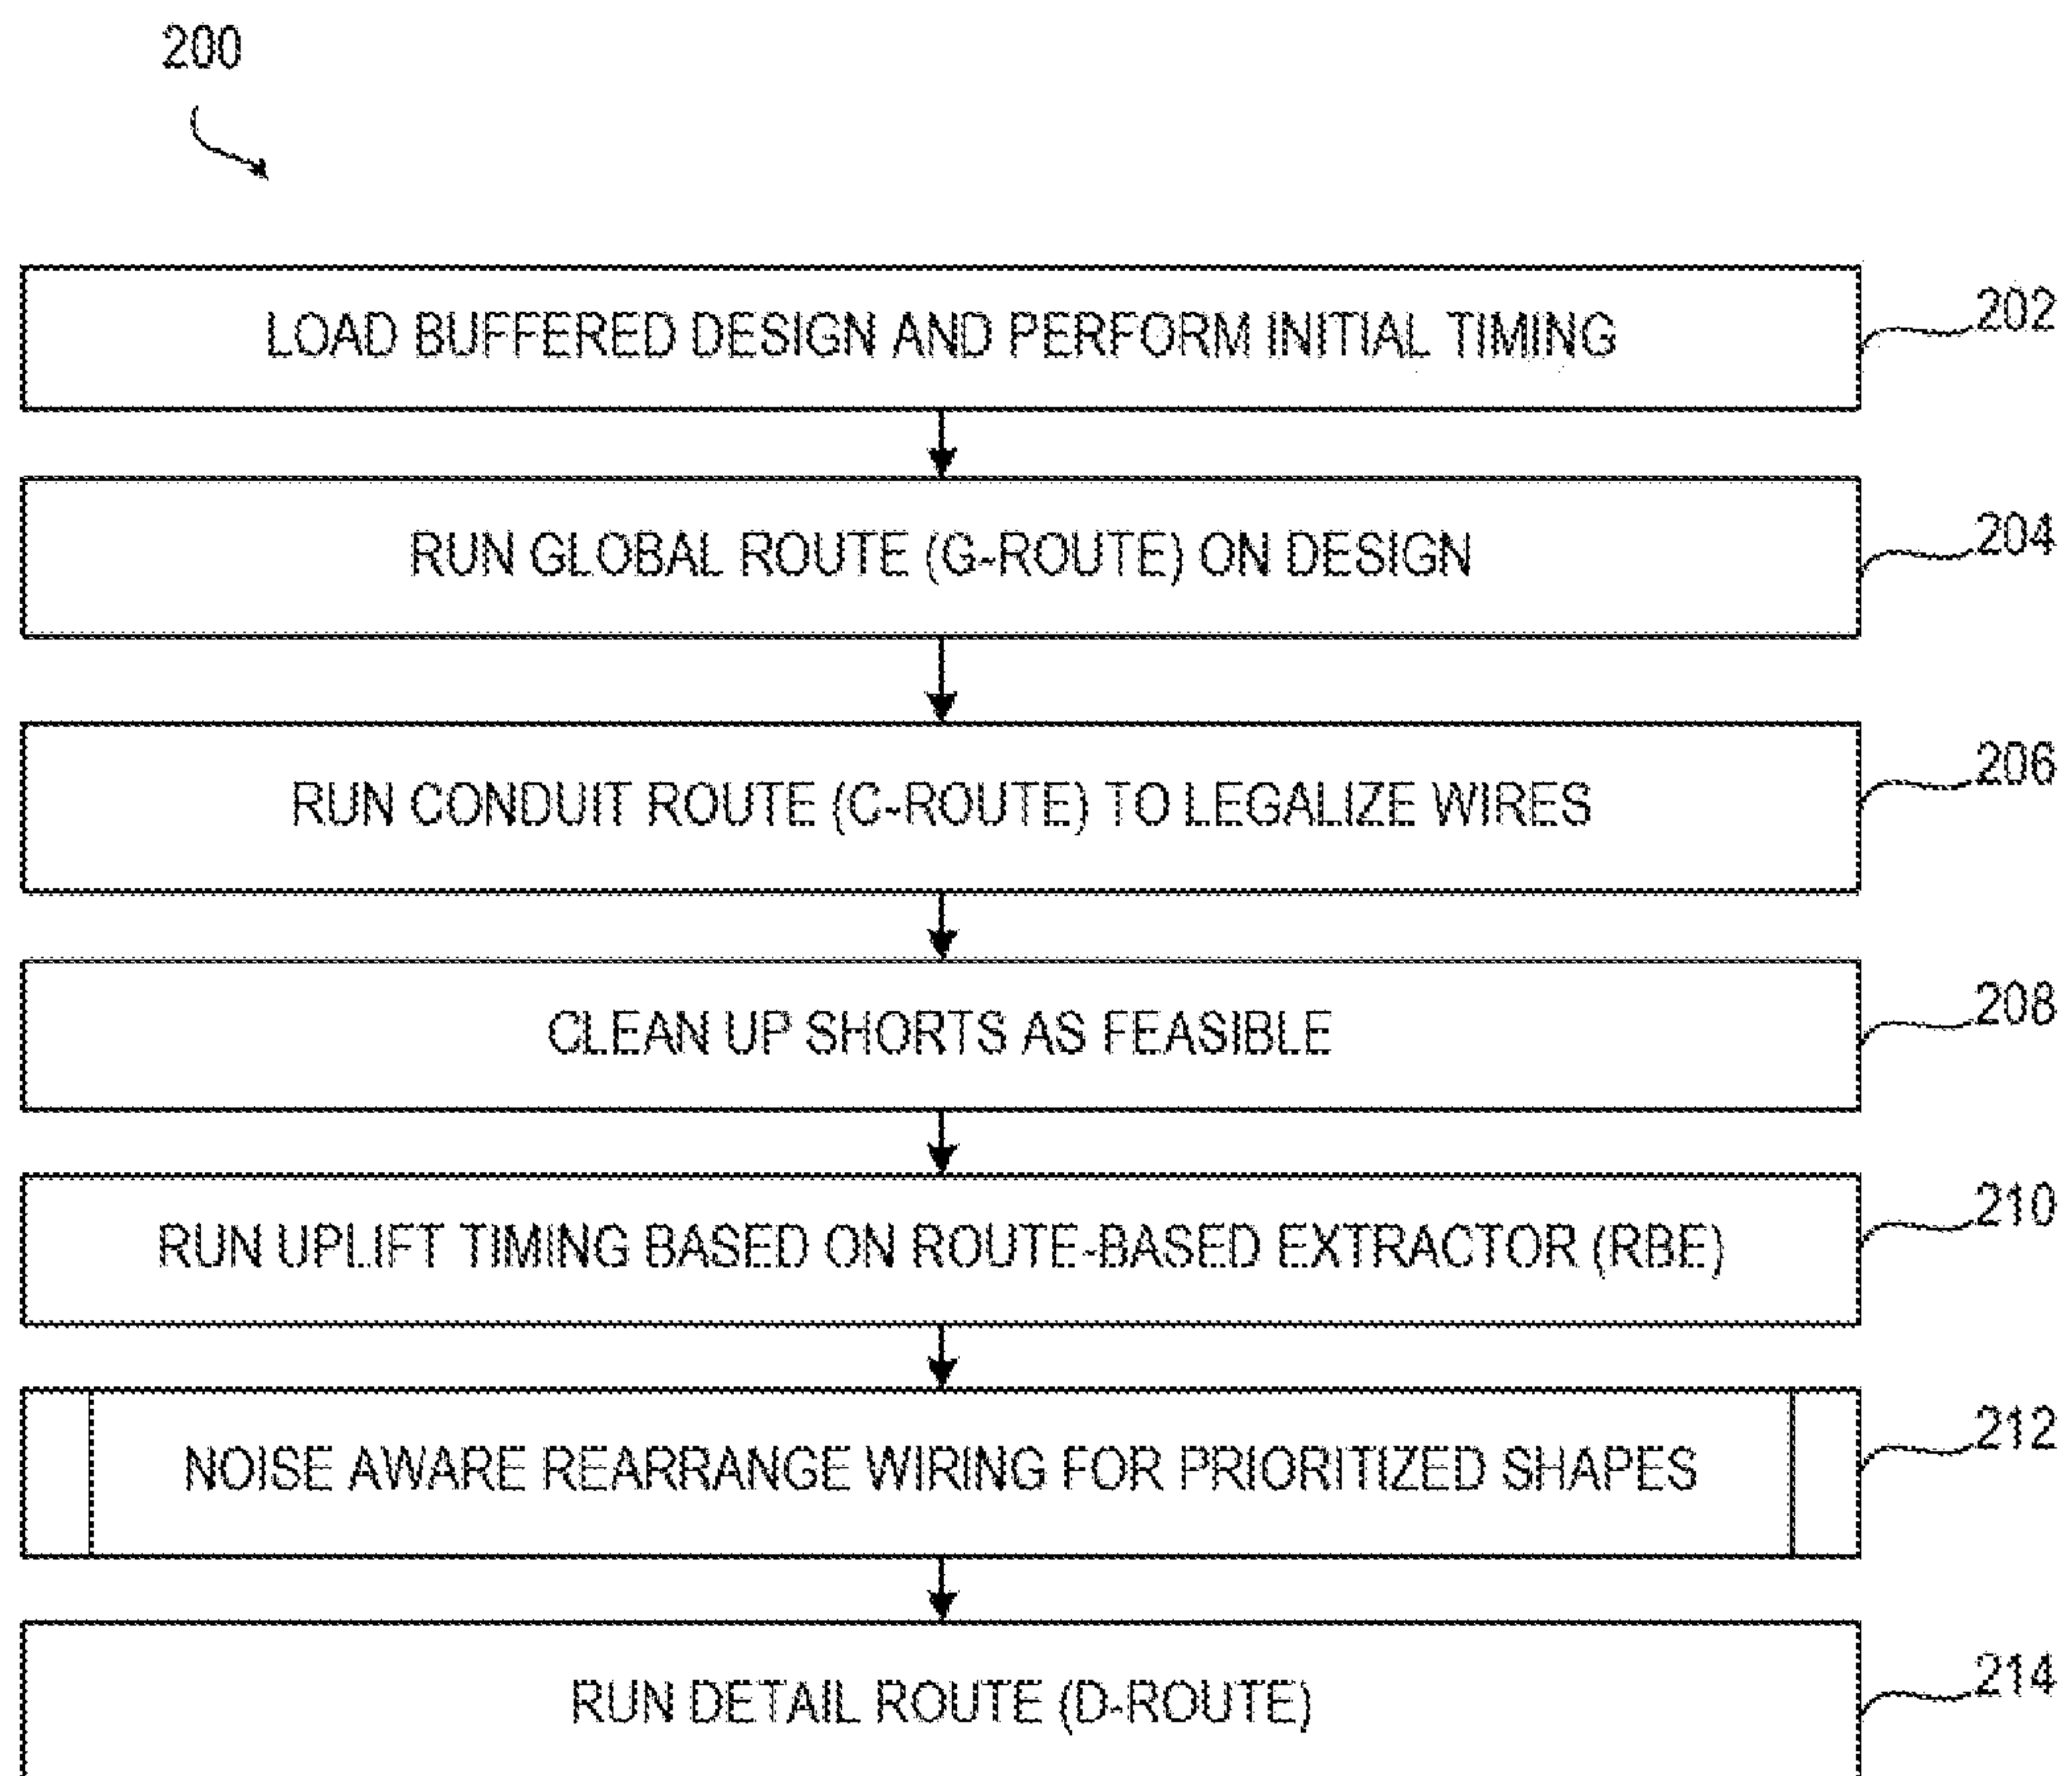 200
LOAD BUFFERED DESIGN AND PERFORM INITIAL TIMING
202
RUN GLOBAL ROUTE (G-ROUTE) ON DESIGN
204
RUN CONDUIT ROUTE (C-ROUTE) TO LEGALIZE WIRES
206
CLEAN UP SHORTS AS FEASIBLE
208
RUN UPLIFT TIMING BASED ON ROUTE-BASED EXTRACTOR (RBE)
210
NOISE AWARE REARRANGE WIRING FOR PRIORITIZED SHAPES
212
RUN DETAIL ROUTE (D-ROUTE)
214